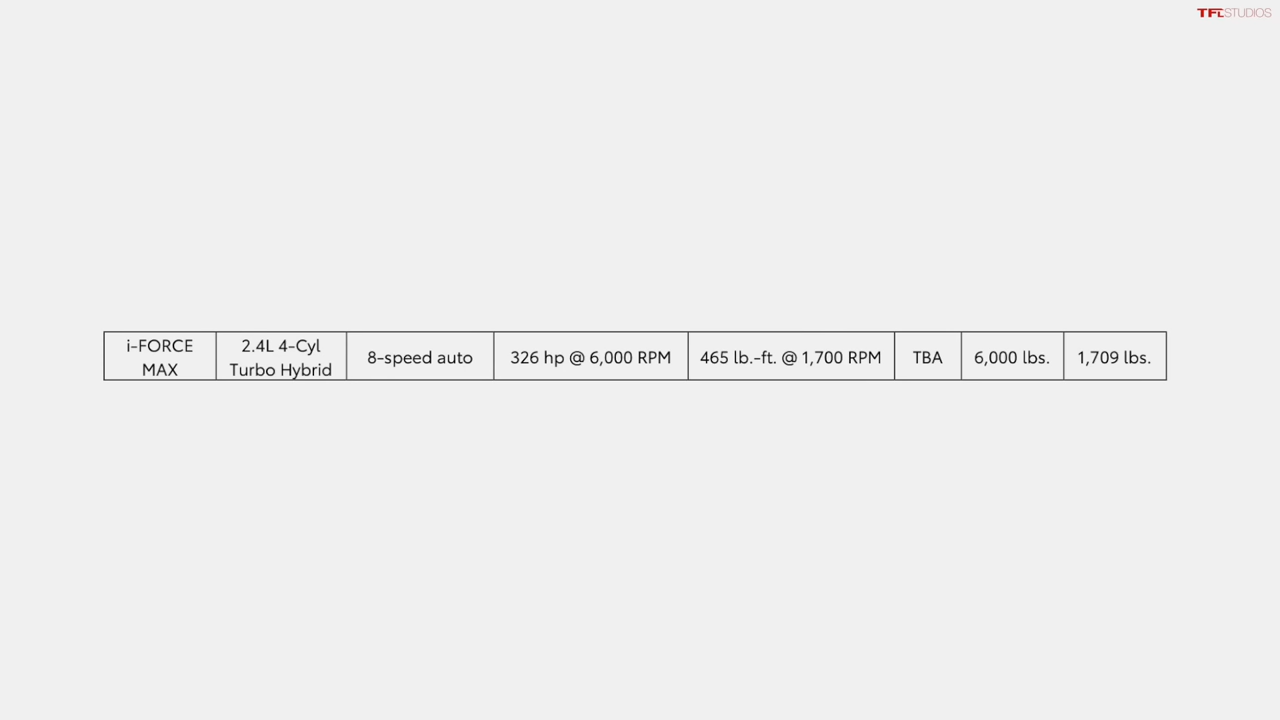 TFLSTUDIOS
i-FORCE MAX
2.4L 4-Cyl Turbo Hybrid
8-speed auto
326 hp @ 6,000 RPM
465 lb.-ft. @ 1,700 RPM
TBA
6,000 lbs.
1,709 lbs.